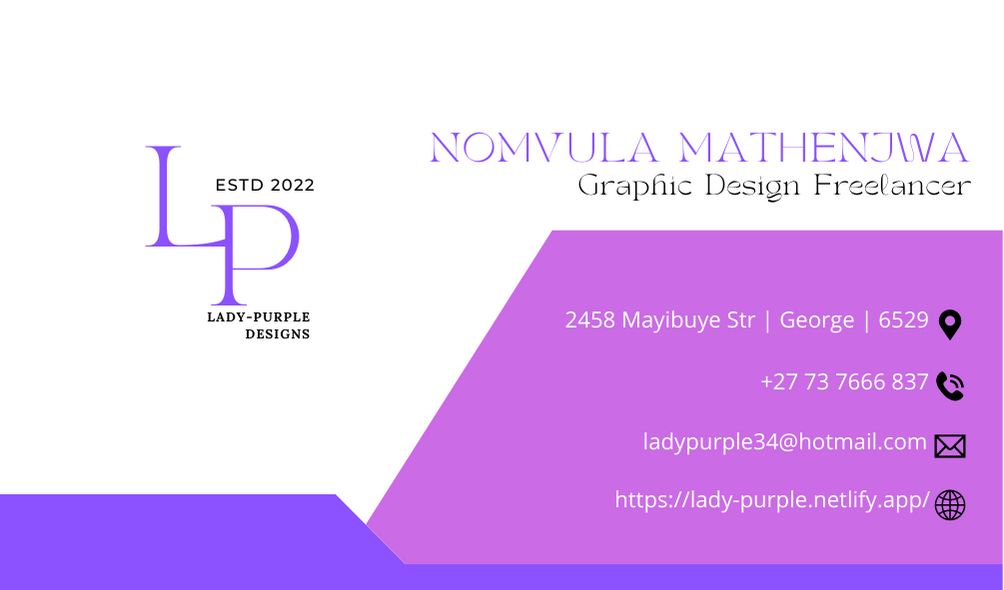 LP
ESTD 2022
LADY-PURPLE
DESIGNS
NOMVULA MATHENJWA
Graphic Design Freelancer
2458 Mayibuye Str | George | 6529
+27 73 7666 837
ladypurple34@hotmail.com
https://lady-purple.netlify.app/